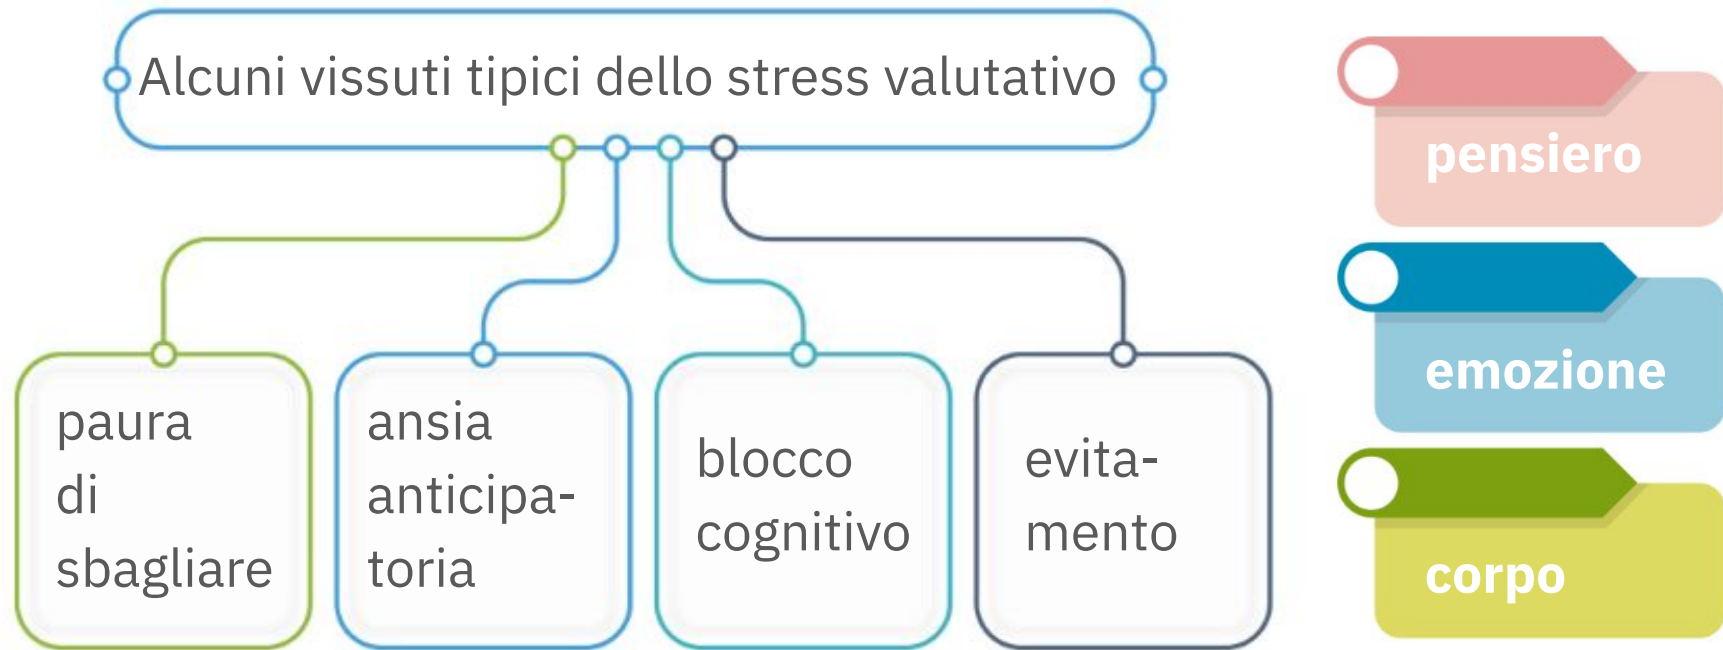 Alcuni vissuti tipici dello stress valutativo
paura
di
sbagliare
ansia
anticipa-
toria
blocco
cognitivo
evita-
mento
pensiero
emozione
corpo